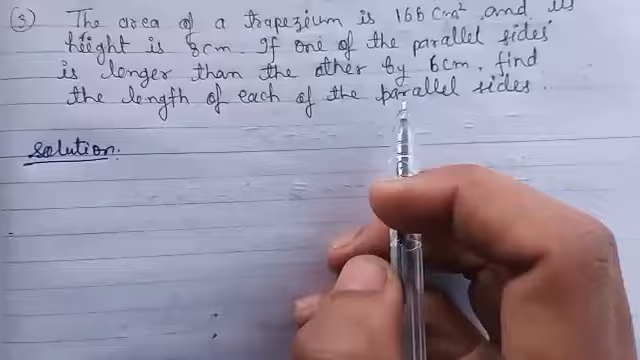 (3) The area of a trapezium is 168 cm² and its
height is 8cm. If one of the parallel sides
is longer than the other by 6cm, find
the length of each of the parallel sides.
solution: